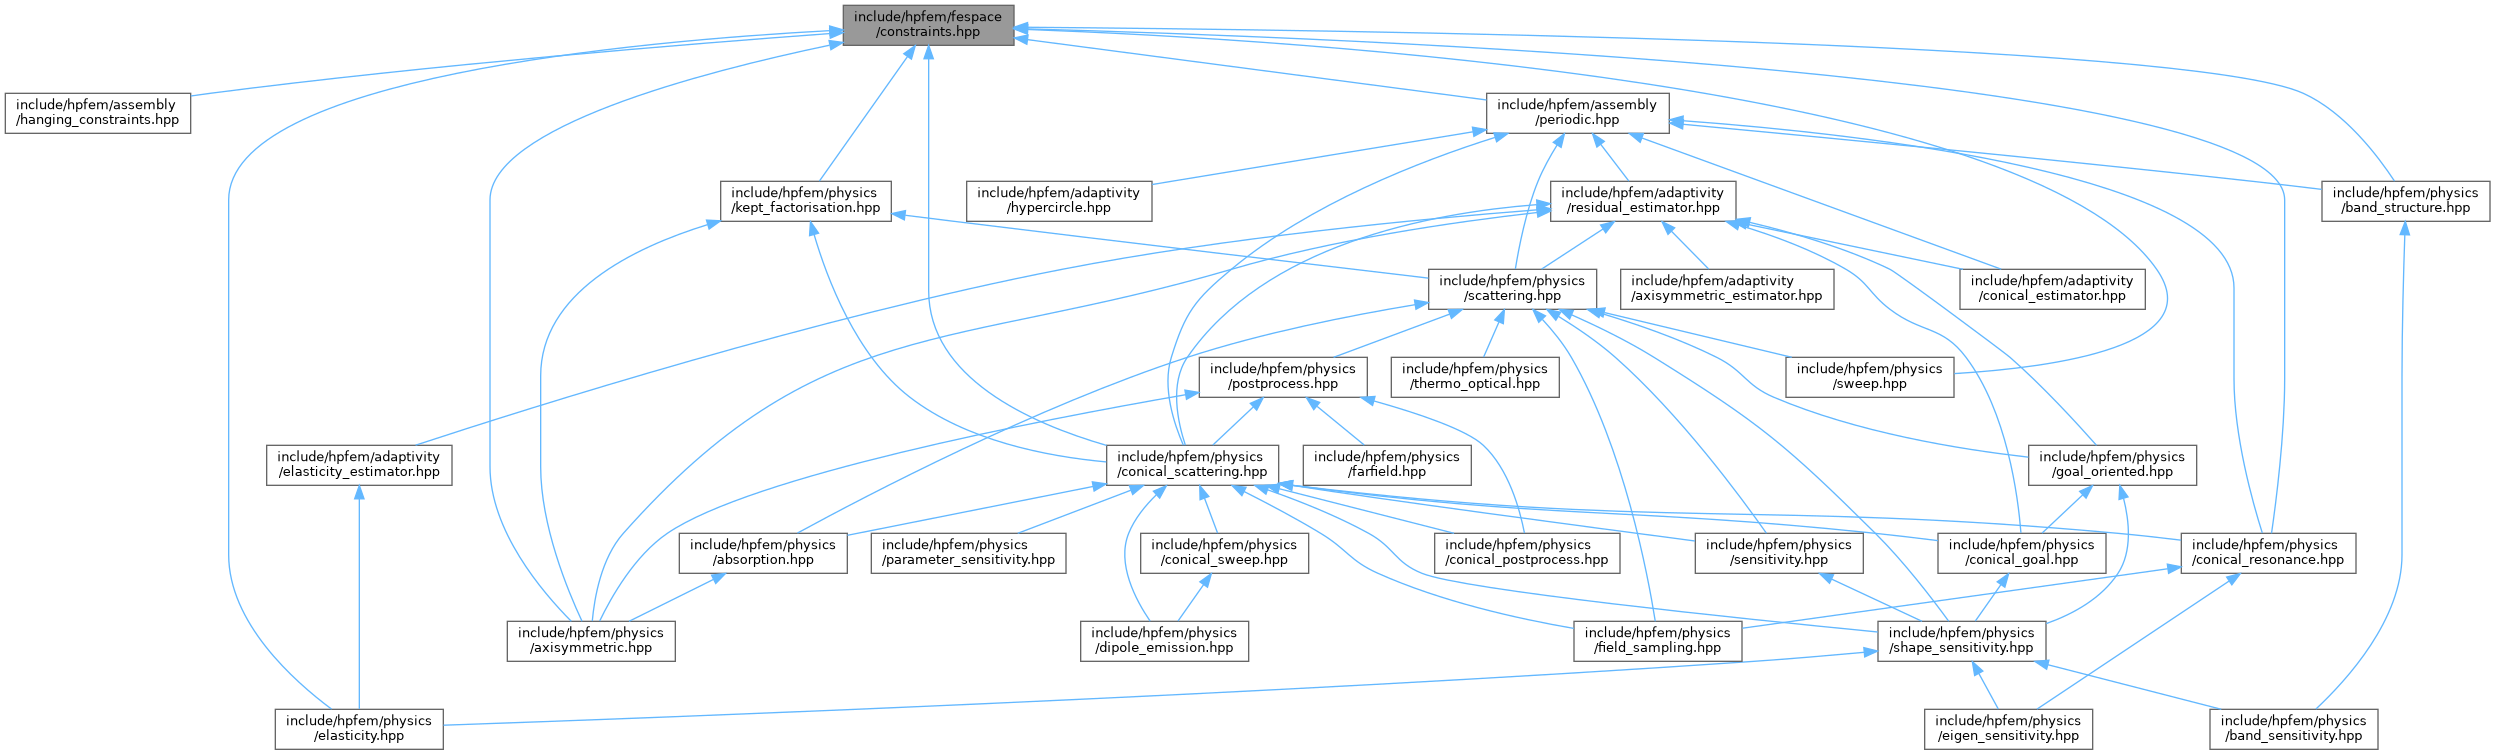 include/hpfem/fespace
/constraints.hpp
include/hpfem/assembly
/hanging_constraints.hpp
include/hpfem/assembly
/periodic.hpp
include/hpfem/physics
/kept_factorisation.hpp
include/hpfem/adaptivity
/hypercircle.hpp
include/hpfem/adaptivity
/residual_estimator.hpp
include/hpfem/physics
/band_structure.hpp
include/hpfem/physics
/scattering.hpp
include/hpfem/adaptivity
/axisymmetric_estimator.hpp
include/hpfem/adaptivity
/conical_estimator.hpp
include/hpfem/physics
/postprocess.hpp
include/hpfem/physics
/thermo_optical.hpp
include/hpfem/physics
/sweep.hpp
include/hpfem/adaptivity
/elasticity_estimator.hpp
include/hpfem/physics
/conical_scattering.hpp
include/hpfem/physics
/farfield.hpp
include/hpfem/physics
/goal_oriented.hpp
include/hpfem/physics
/absorption.hpp
include/hpfem/physics
/parameter_sensitivity.hpp
include/hpfem/physics
/conical_sweep.hpp
include/hpfem/physics
/conical_postprocess.hpp
include/hpfem/physics
/sensitivity.hpp
include/hpfem/physics
/conical_goal.hpp
include/hpfem/physics
/conical_resonance.hpp
include/hpfem/physics
/axisymmetric.hpp
include/hpfem/physics
/dipole_emission.hpp
include/hpfem/physics
/field_sampling.hpp
include/hpfem/physics
/shape_sensitivity.hpp
include/hpfem/physics
/elasticity.hpp
include/hpfem/physics
/eigen_sensitivity.hpp
include/hpfem/physics
/band_sensitivity.hpp